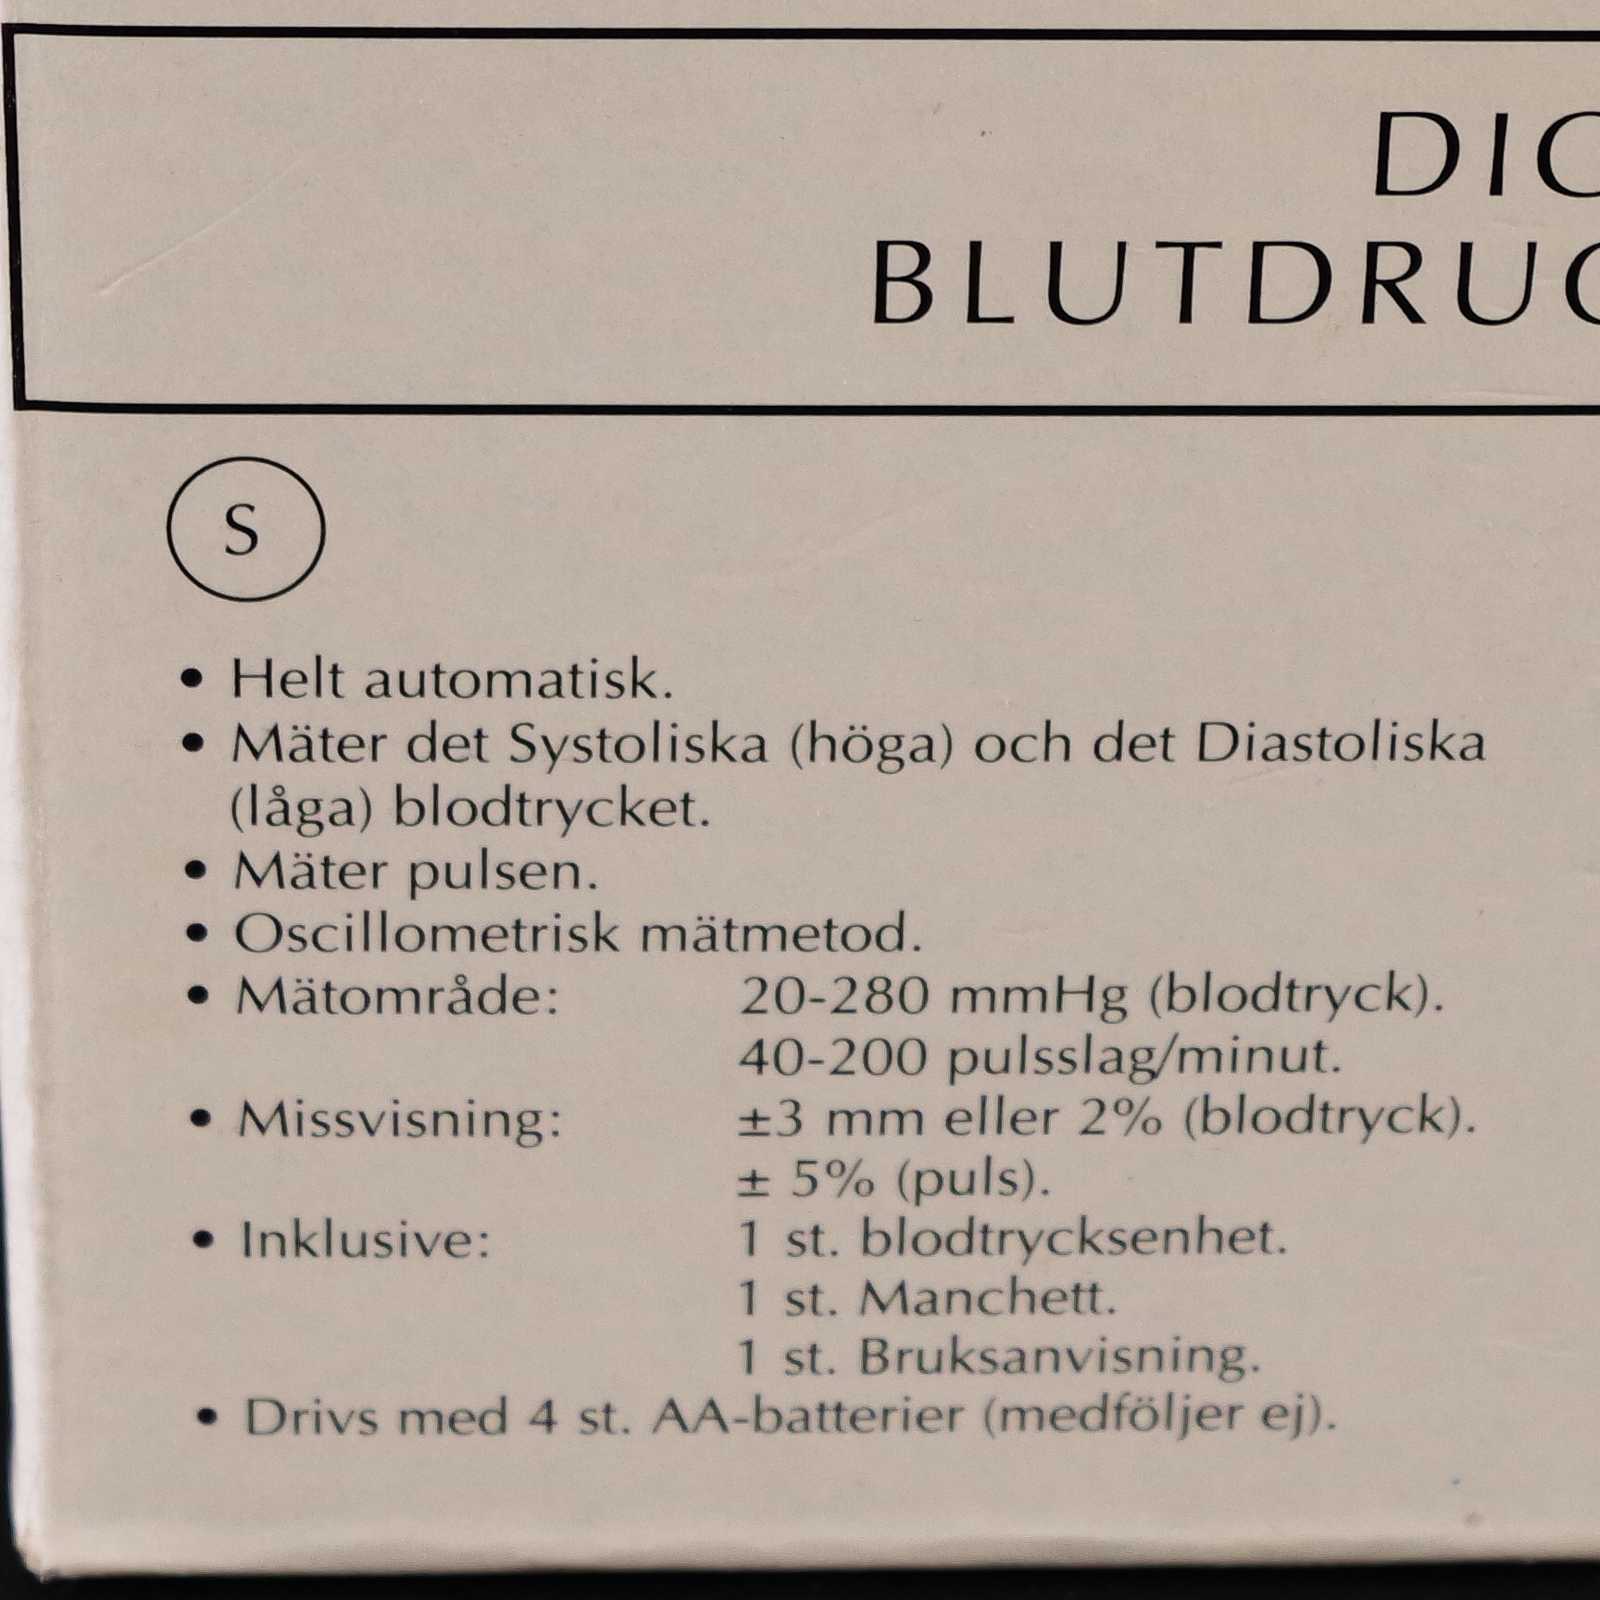 S
• Helt automatisk.
• Mäter det Systoliska (höga) och det Diastoliska
(låga) blodtrycket.
• Mäter pulsen.
• Oscillometrisk mätmetod.
• Mätområde: 20-280 mmHg (blodtryck).
40-200 pulsslag/minut.
• Missvisning: ±3 mm eller 2% (blodtryck).
± 5% (puls).
• Inklusive: 1 st. blodtrycksenhet.
1 st. Manchett.
1 st. Bruksanvisning.
• Drivs med 4 st. AA-batterier (medföljer ej).